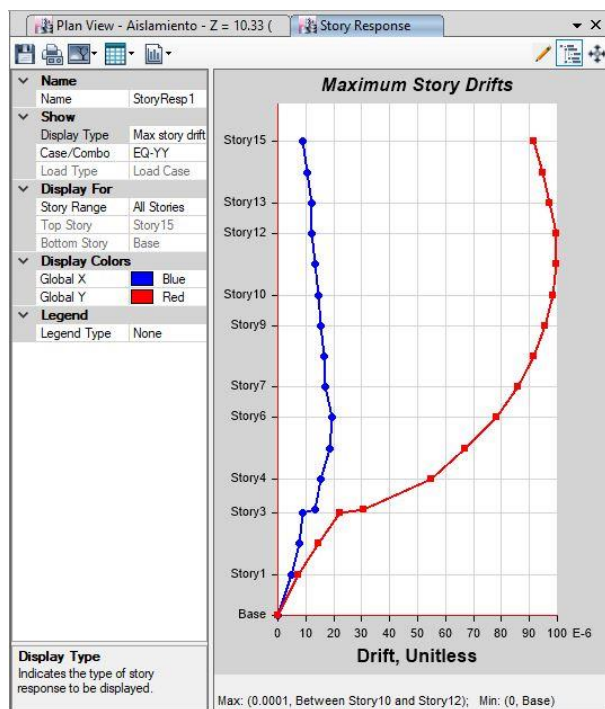 Plan View - Aislamiento - Z = 10.33 (
Story Response
Name
Name StoryResp1
Show
Display Type Max story drift
Case/Combo EQ-YY
Load Type Load Case
Display For
Story Range All Stories
Top Story Story15
Bottom Story Base
Display Colors
Global X Blue
Global Y Red
Legend
Legend Type None
Display Type
Indicates the type of story
response to be displayed.
Maximum Story Drifts
Story15
Story13
Story12
Story10
Story9
Story7
Story6
Story4
Story3
Story1
Base
0 10 20 30 40 50 60 70 80 90 100 E-6
Drift, Unitless
Max: (0.0001, Between Story10 and Story12); Min: (0, Base)